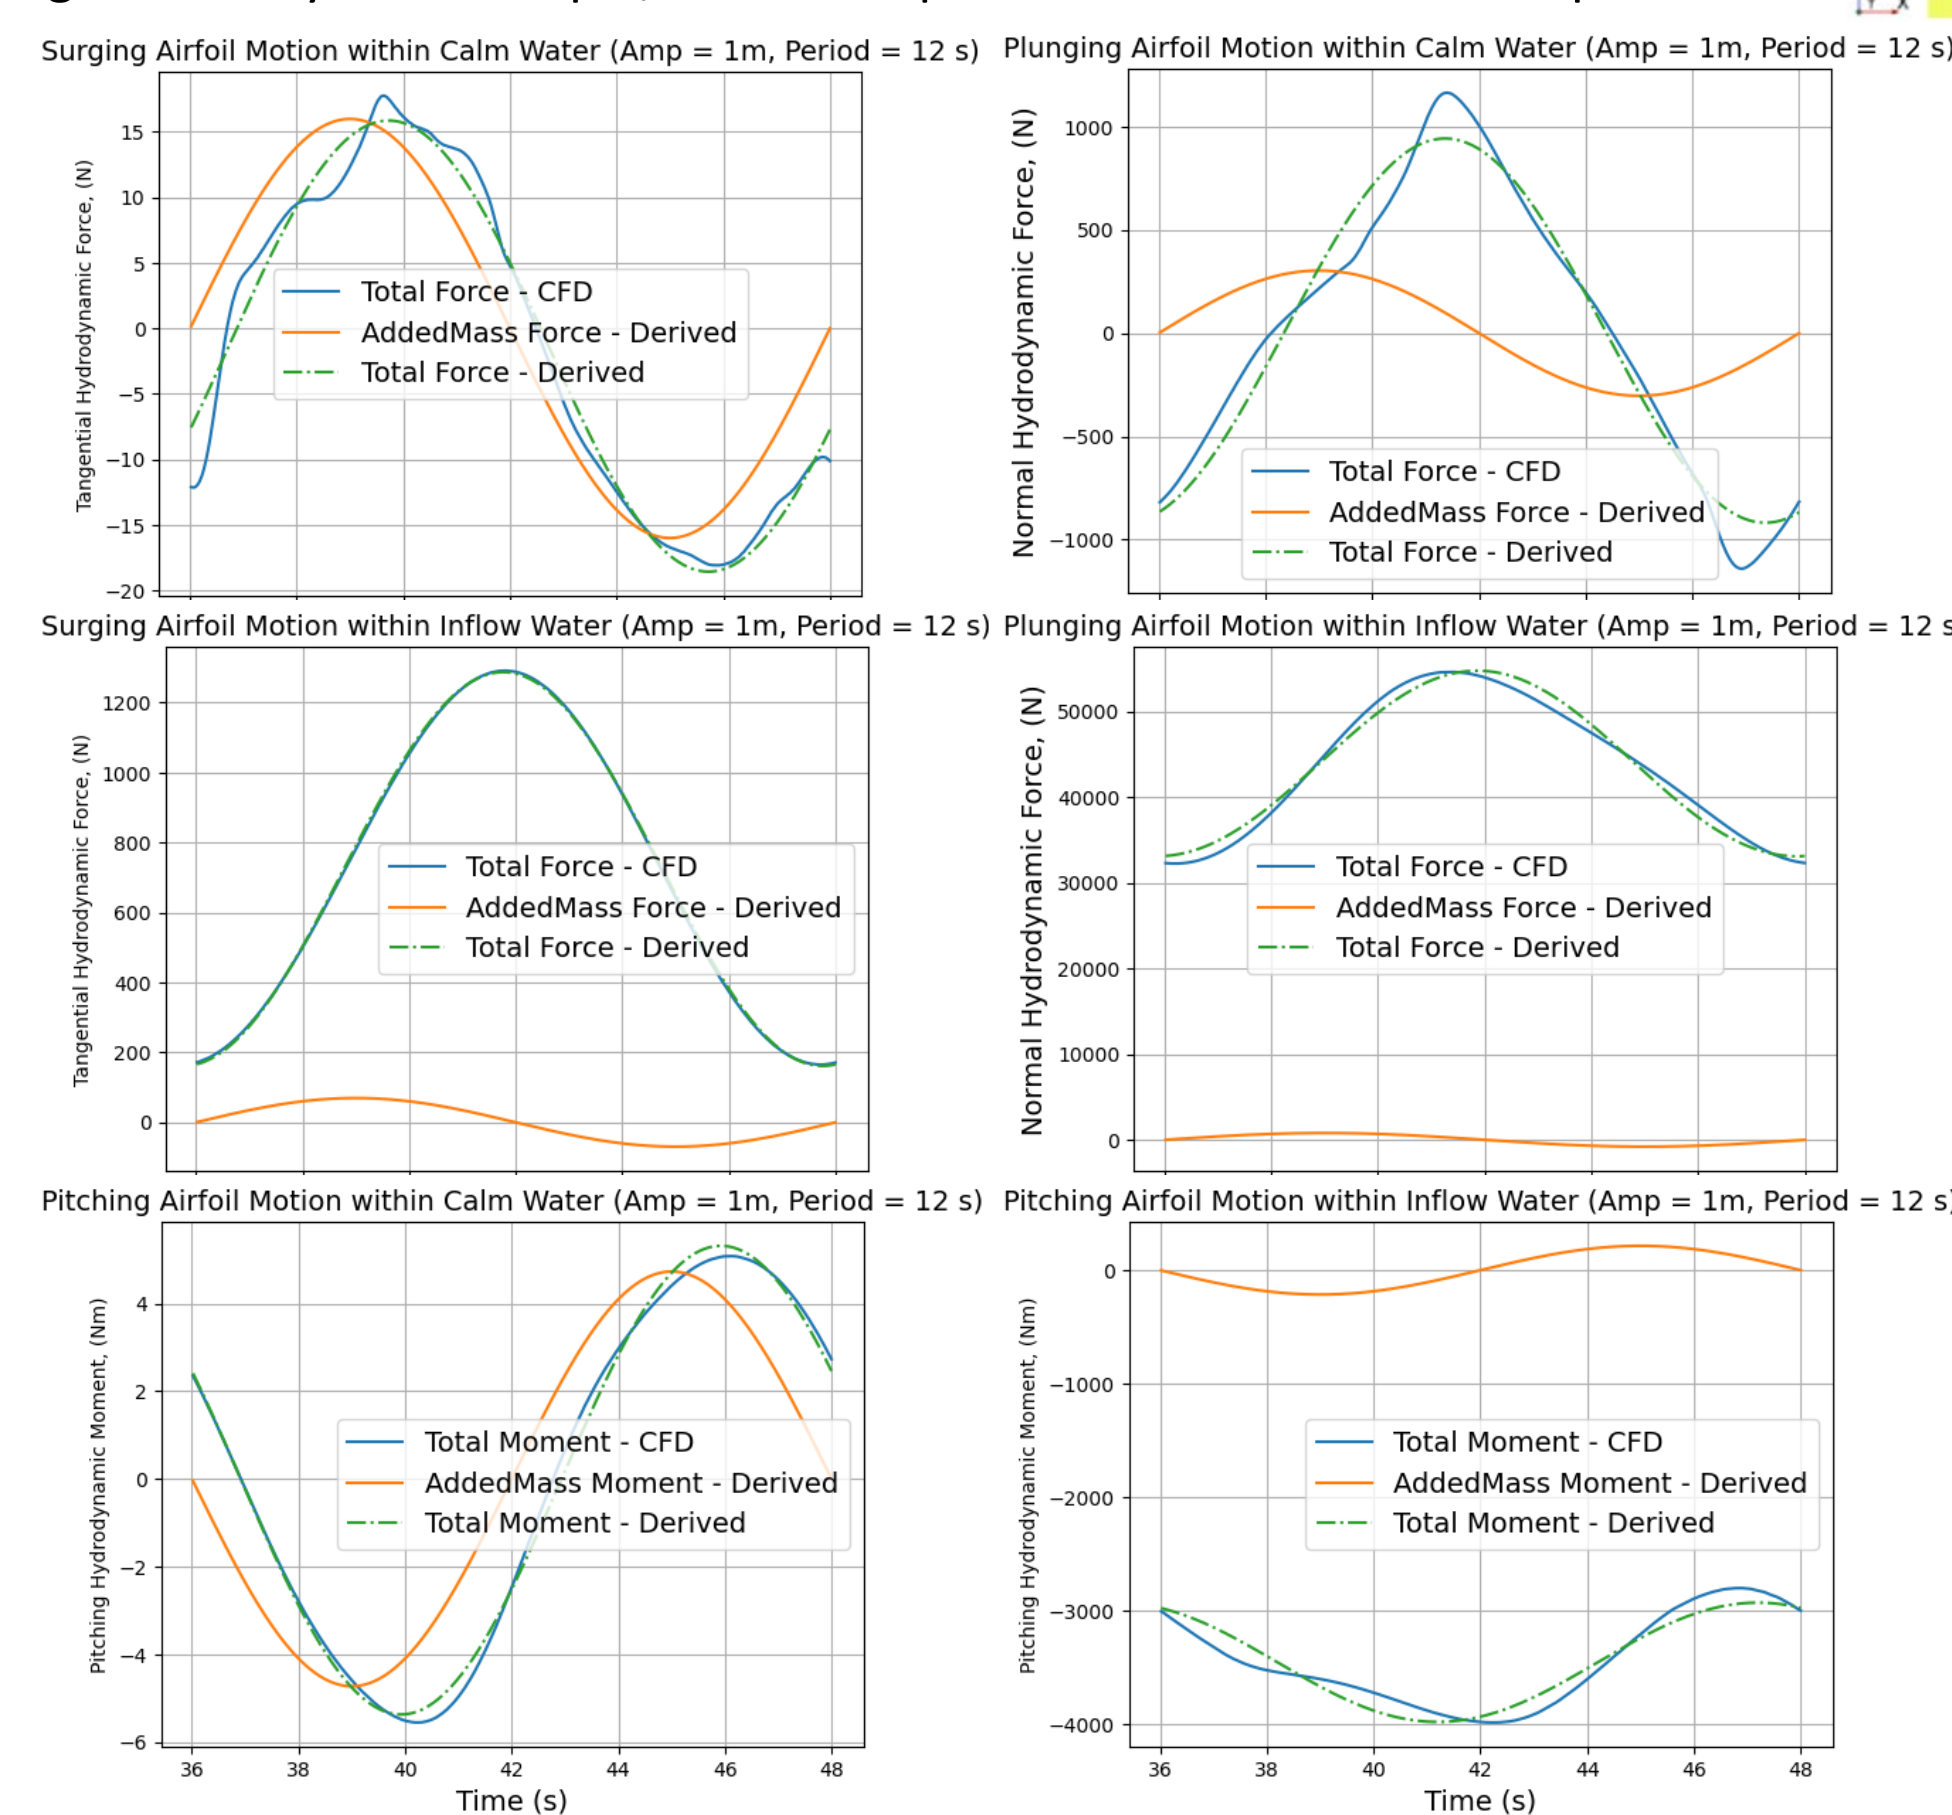 Surging Airfoil Motion within Calm Water (Amp = 1m, Period = 12 s)
Tangential Hydrodynamic Force, (N)
15
10
5
0
−5
−10
−15
−20
Total Force - CFD
AddedMass Force - Derived
Total Force - Derived
Plunging Airfoil Motion within Calm Water (Amp = 1m, Period = 12 s)
Normal Hydrodynamic Force, (N)
1000
500
0
−500
−1000
Total Force - CFD
AddedMass Force - Derived
Total Force - Derived
Surging Airfoil Motion within Inflow Water (Amp = 1m, Period = 12 s)
Tangential Hydrodynamic Force, (N)
1200
1000
800
600
400
200
0
Total Force - CFD
AddedMass Force - Derived
Total Force - Derived
Plunging Airfoil Motion within Inflow Water (Amp = 1m, Period = 12 s
Normal Hydrodynamic Force, (N)
50000
40000
30000
20000
10000
0
Total Force - CFD
AddedMass Force - Derived
Total Force - Derived
Pitching Airfoil Motion within Calm Water (Amp = 1m, Period = 12 s)
Pitching Hydrodynamic Moment, (Nm)
4
2
0
−2
−4
−6
Total Moment - CFD
AddedMass Moment - Derived
Total Moment - Derived
36 38 40 42 44 46 48
Time (s)
Pitching Airfoil Motion within Inflow Water (Amp = 1m, Period = 12 s)
Pitching Hydrodynamic Moment, (Nm)
0
−1000
−2000
−3000
−4000
Total Moment - CFD
AddedMass Moment - Derived
Total Moment - Derived
36 38 40 42 44 46 48
Time (s)